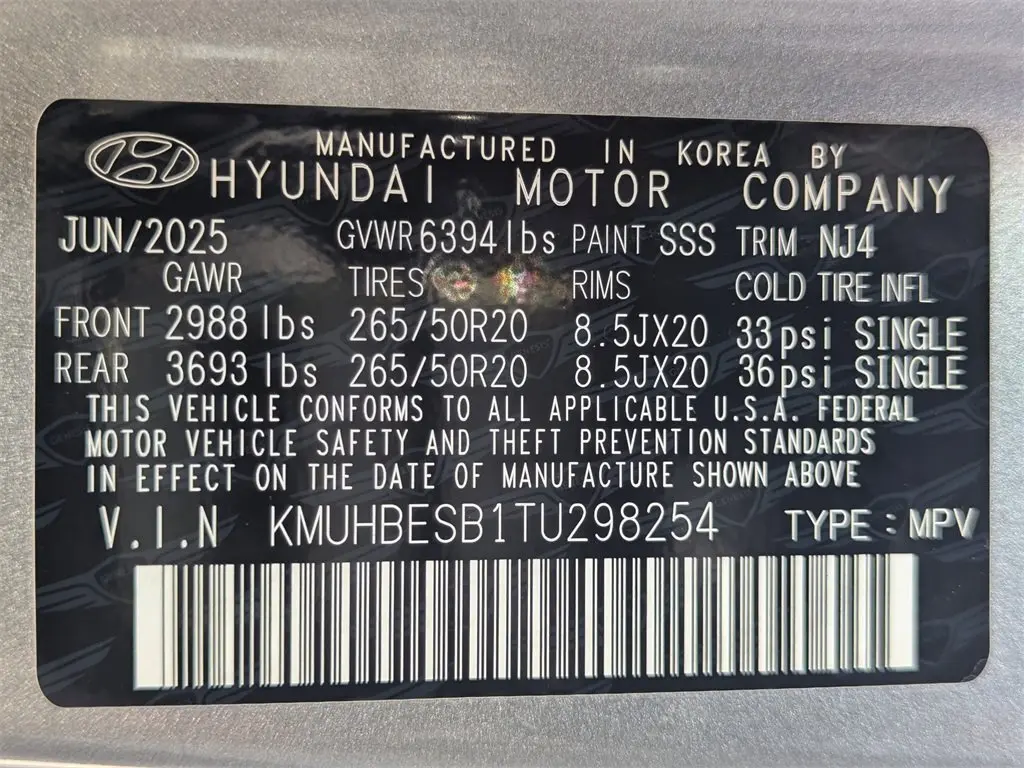 MANUFACTURED IN KOREA BY
HYUNDAI MOTOR COMPANY
JUN/2025 GVWR 6394 lbs PAINT SSS TRIM NJ4
GAWR TIRES RIMS COLD TIRE INFL
FRONT 2988 lbs 265/50R20 8.5JX20 33psi SINGLE
REAR 3693 lbs 265/50R20 8.5JX20 36psi SINGLE
THIS VEHICLE CONFORMS TO ALL APPLICABLE U.S.A. FEDERAL
MOTOR VEHICLE SAFETY AND THEFT PREVENTION STANDARDS
IN EFFECT ON THE DATE OF MANUFACTURE SHOWN ABOVE
V.I.N KMUHBESB1TU298254 TYPE : MPV